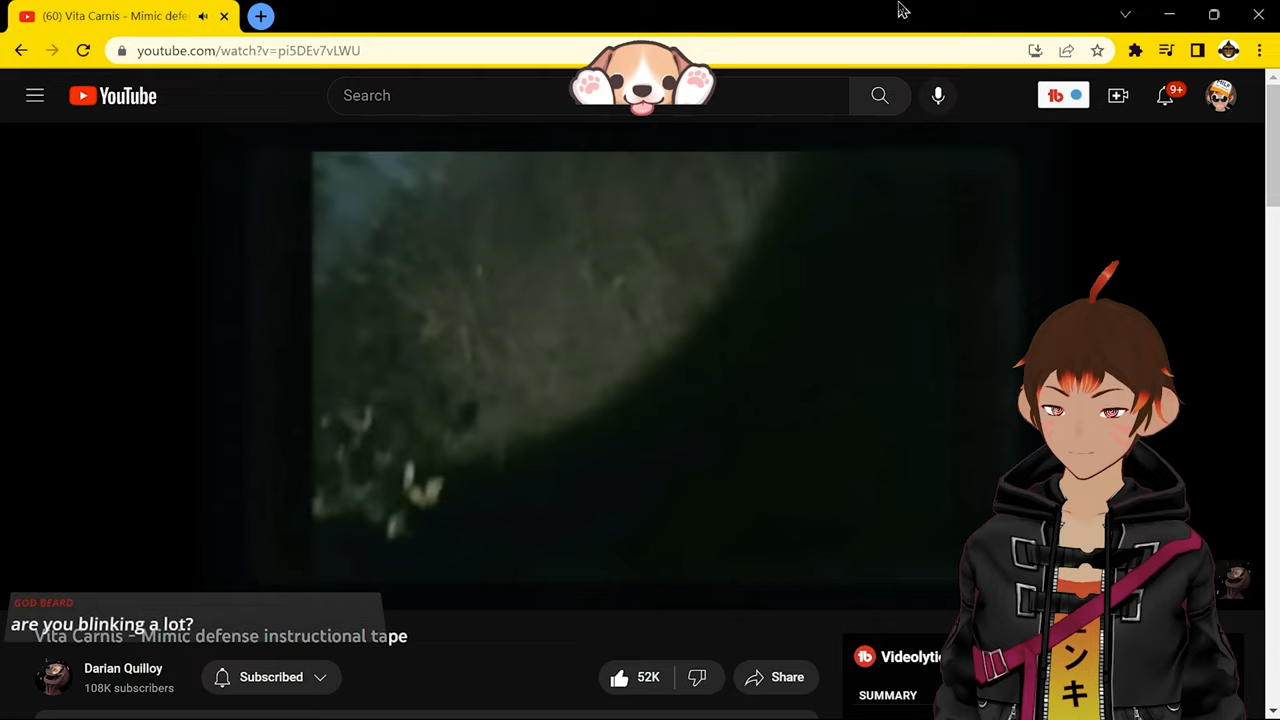 (60) Vita Carnis - Mimic defe
youtube.com/watch?v=pi5DEv7vLWU
YouTube
Search
9+
GOD BEARD
are you blinking a lot?
Vita Carnis - Mimic defense instructional tape
Darian Quilloy
108K subscribers
Subscribed
52K
Share
Videolyti
SUMMARY
ンキ